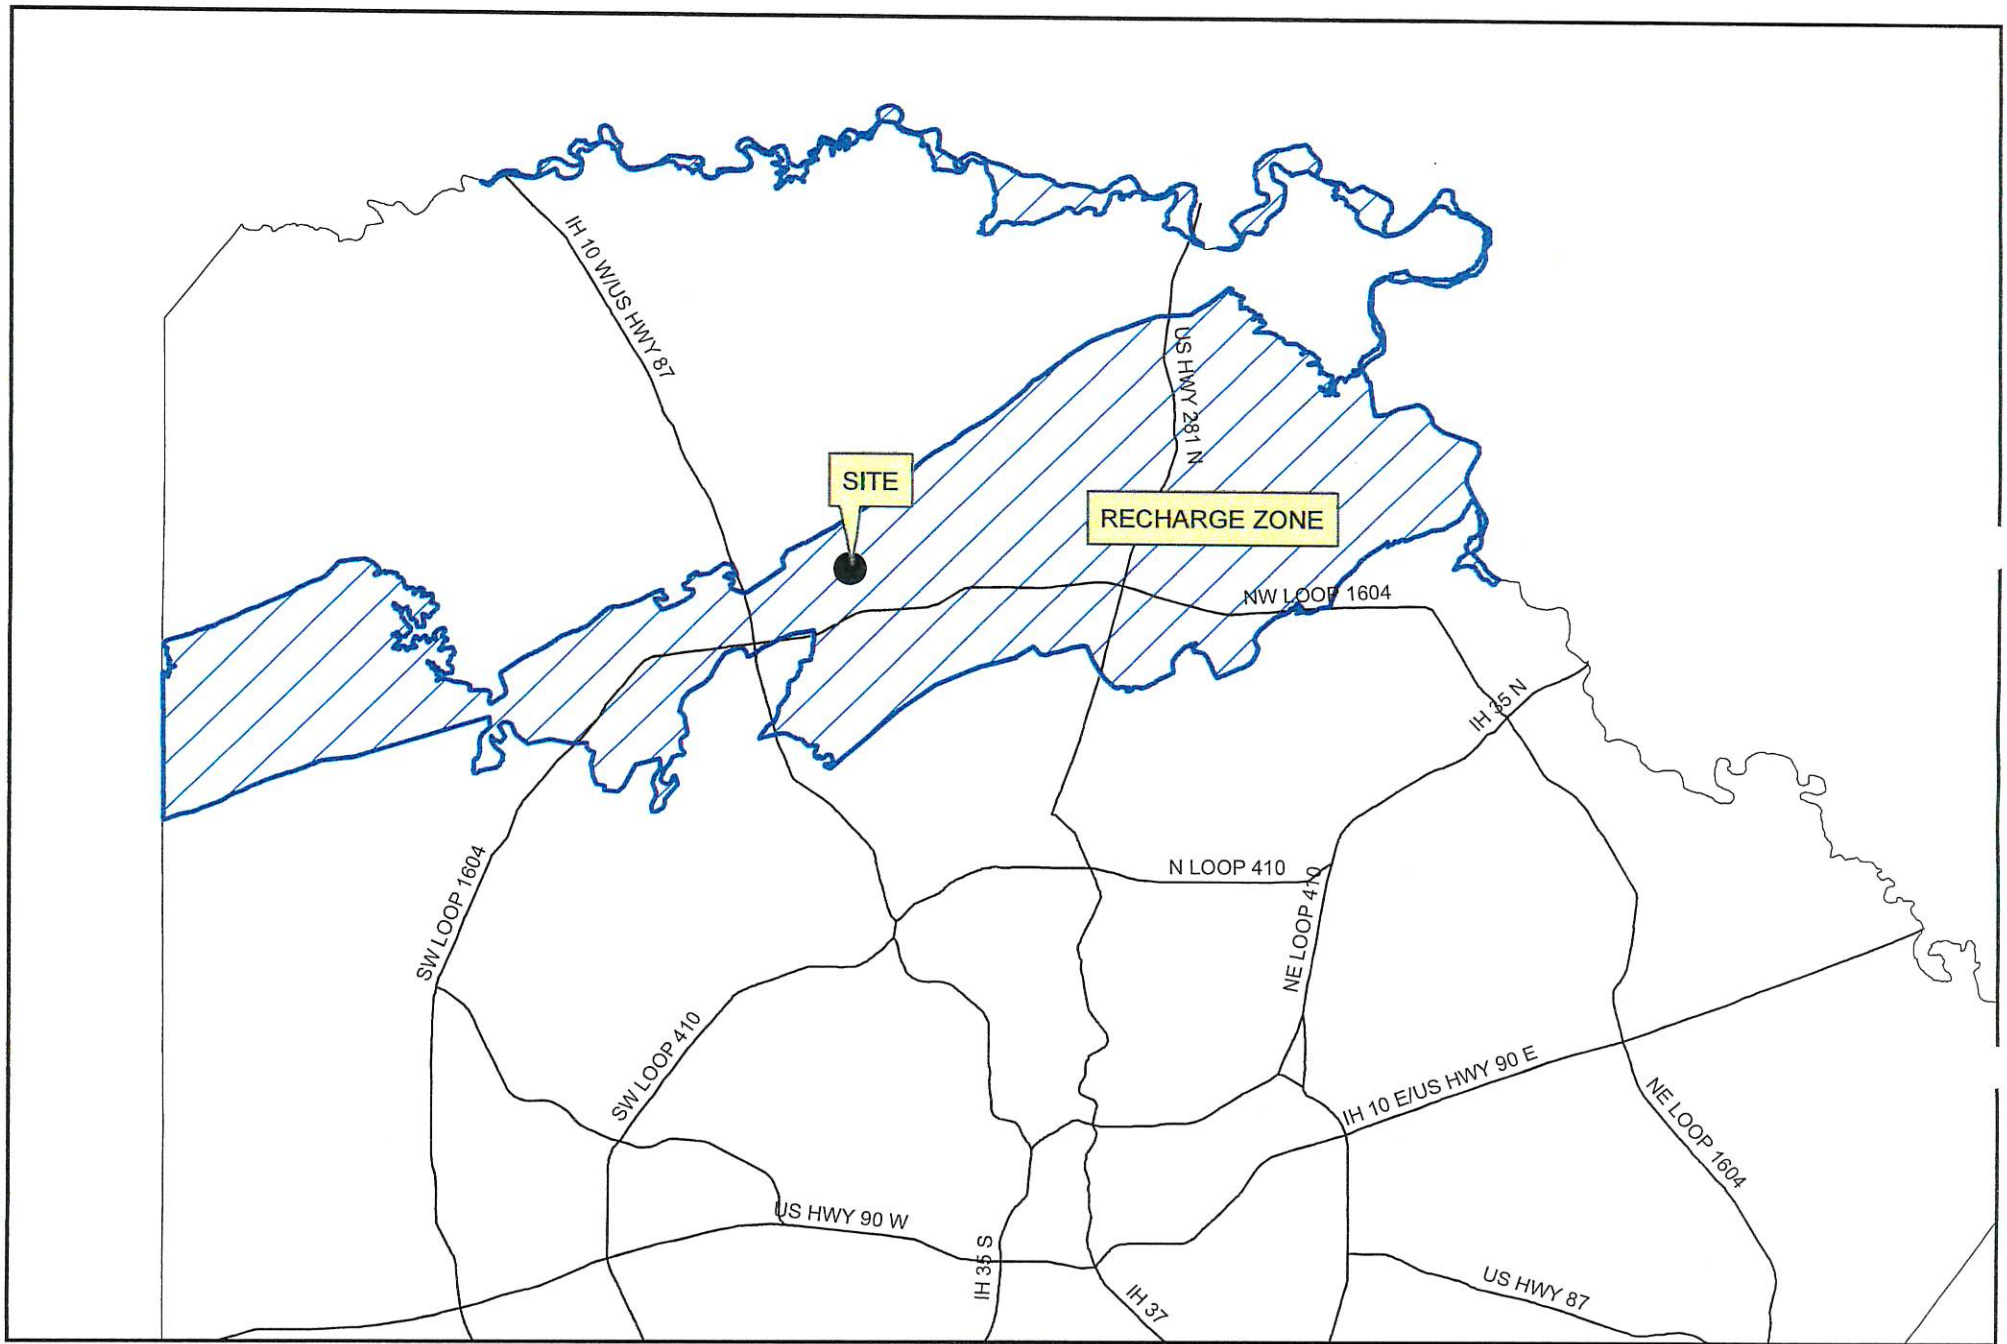 IH 10 W/US HWY 87
US HWY 281 N
SITE
RECHARGE ZONE
NW LOOP 1604
IH 35 N
SW LOOP 1604
N LOOP 410
NE LOOP 410
SW LOOP 410
IH 10 E/US HWY 90 E
NE LOOP 1604
US HWY 90 W
IH 35 S
IH 37
US HWY 87